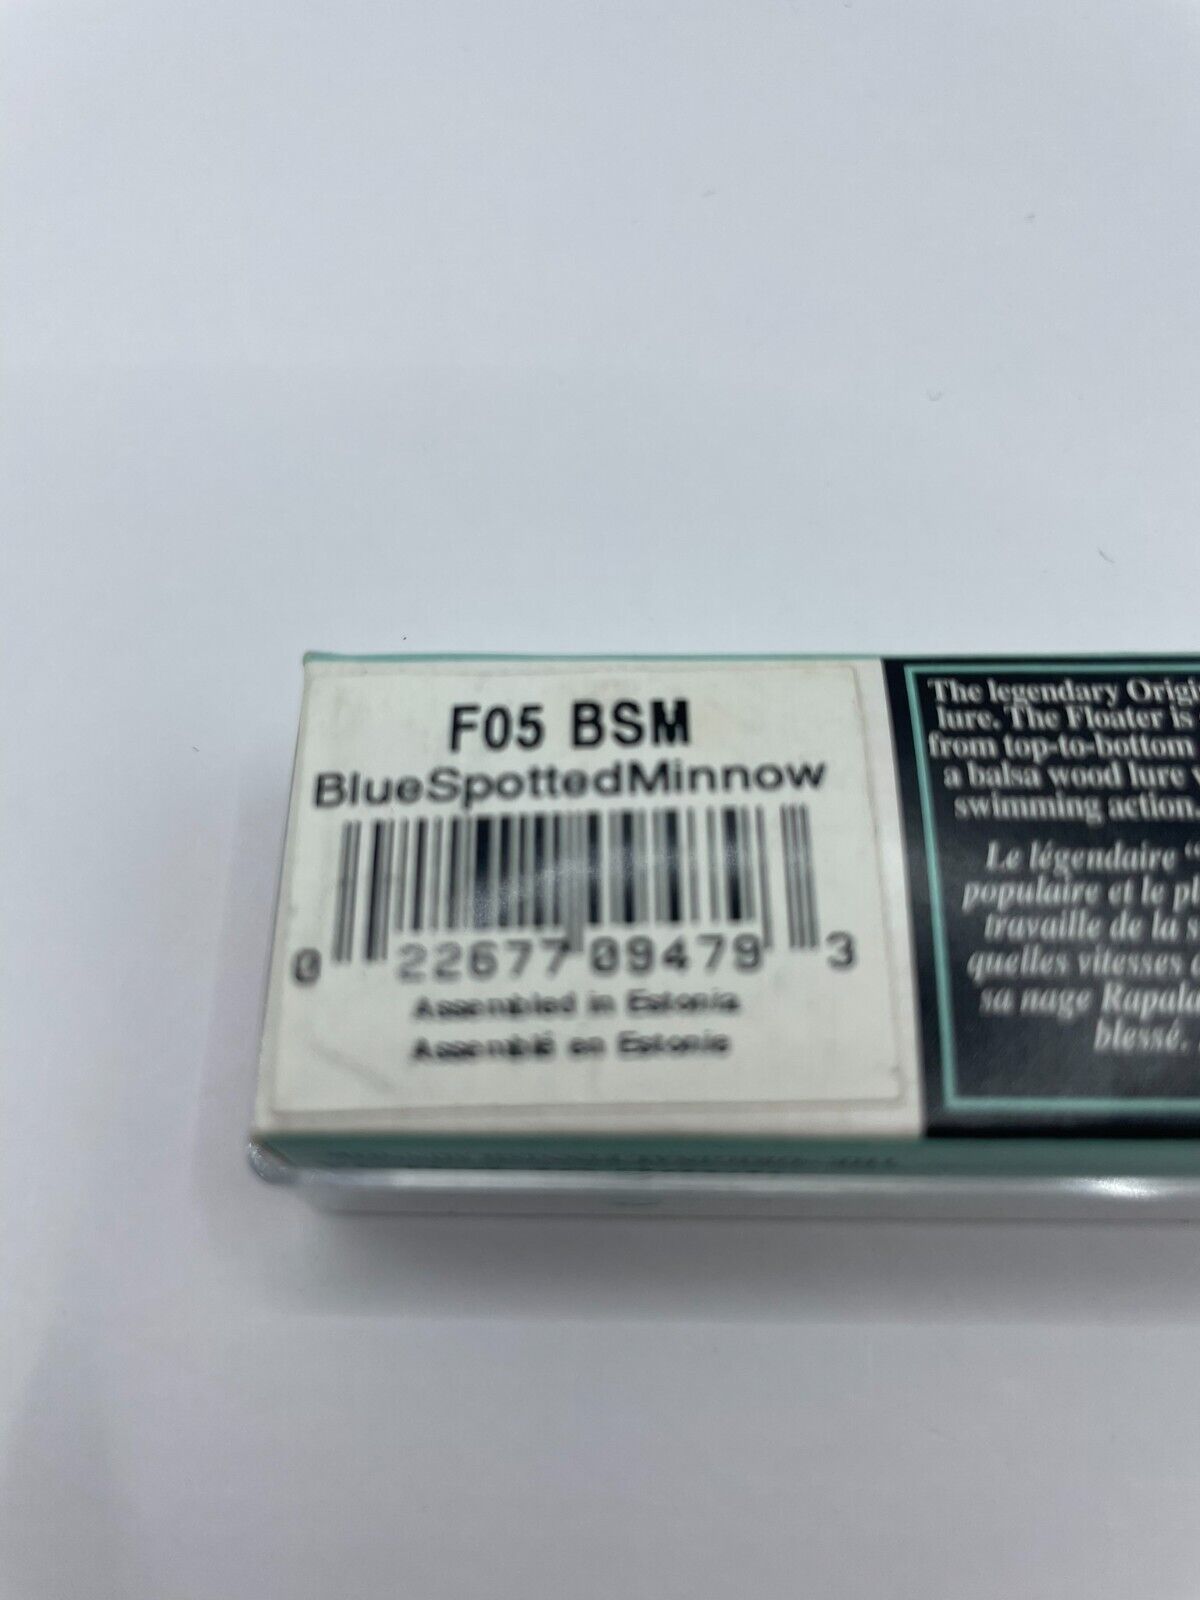 F05 BSM
BlueSpottedMinnow
0 22677 09479 3
Assembled in Estonia
Assemblé en Estonie
The legendary Origi
lure. The Floater is
from top-to-bottom
a balsa wood lure
swimming action.
Le légendaire "
populaire et le pl
travaille de la s
quelles vitesses
sa nage Rapala
blessé.